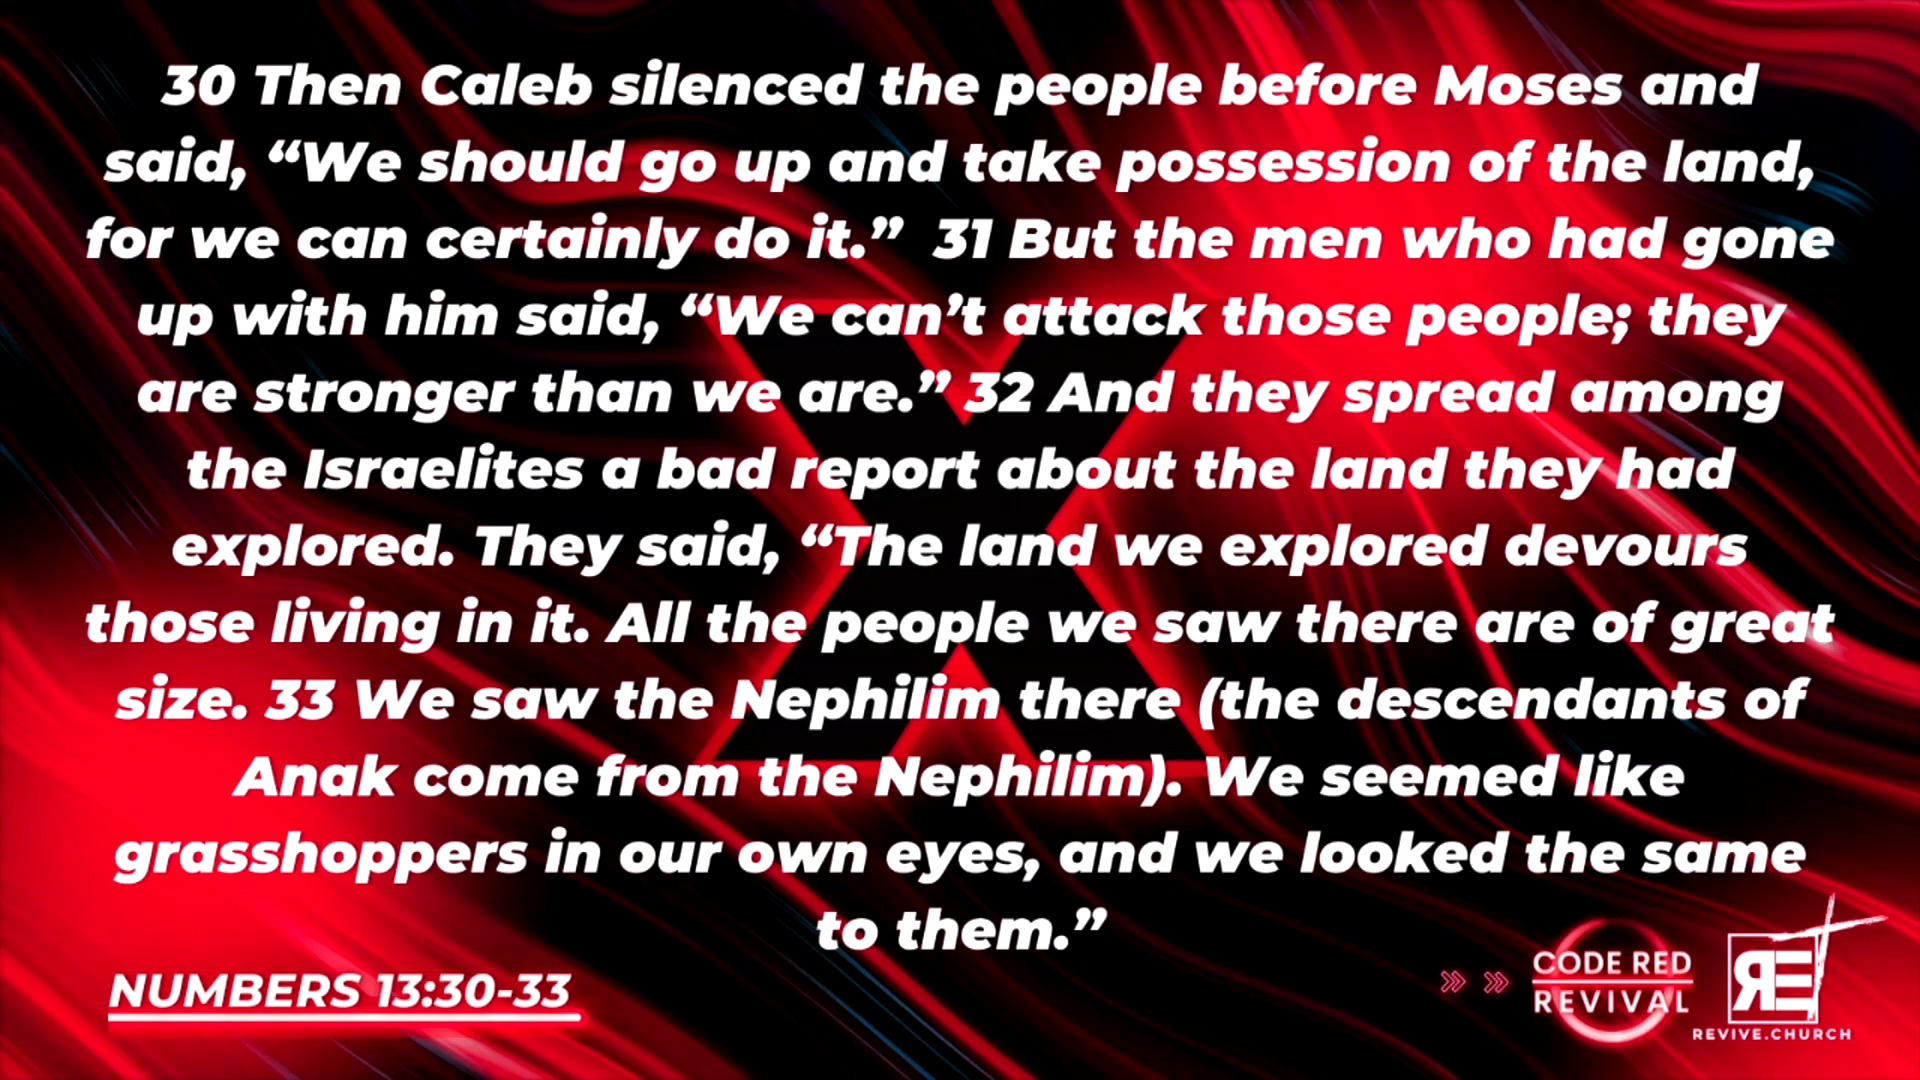 30 Then Caleb silenced the people before Moses and
said, “We should go up and take possession of the land,
for we can certainly do it.”  31 But the men who had gone
up with him said, “We can’t attack those people; they
are stronger than we are.” 32 And they spread among
the Israelites a bad report about the land they had
explored. They said, “The land we explored devours
those living in it. All the people we saw there are of great
size. 33 We saw the Nephilim there (the descendants of
Anak come from the Nephilim). We seemed like
grasshoppers in our own eyes, and we looked the same
to them.”
NUMBERS 13:30-33
CODE RED
REVIVAL
RE
REVIVE.CHURCH